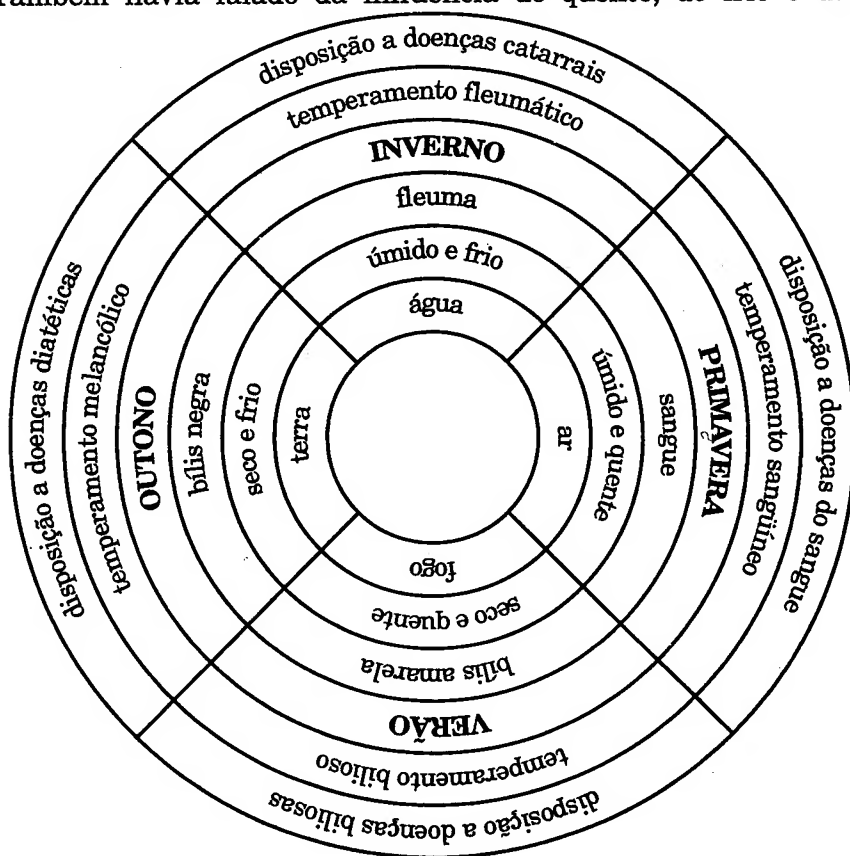 também havia falado da influência do quente, do frio e
disposição a doenças catarrais
temperamento fleumático
INVERNO
fleuma
úmido e frio
água
disposição a doenças do sangue
temperamento sangüíneo
PRIMAVERA
sangue
úmido e quente
ar
fogo
seco e quente
bílis amarela
VERÃO
temperamento bilioso
disposição a doenças biliosas
disposição a doenças diatéticas
temperamento melancólico
OUTONO
bílis negra
seco e frio
terra